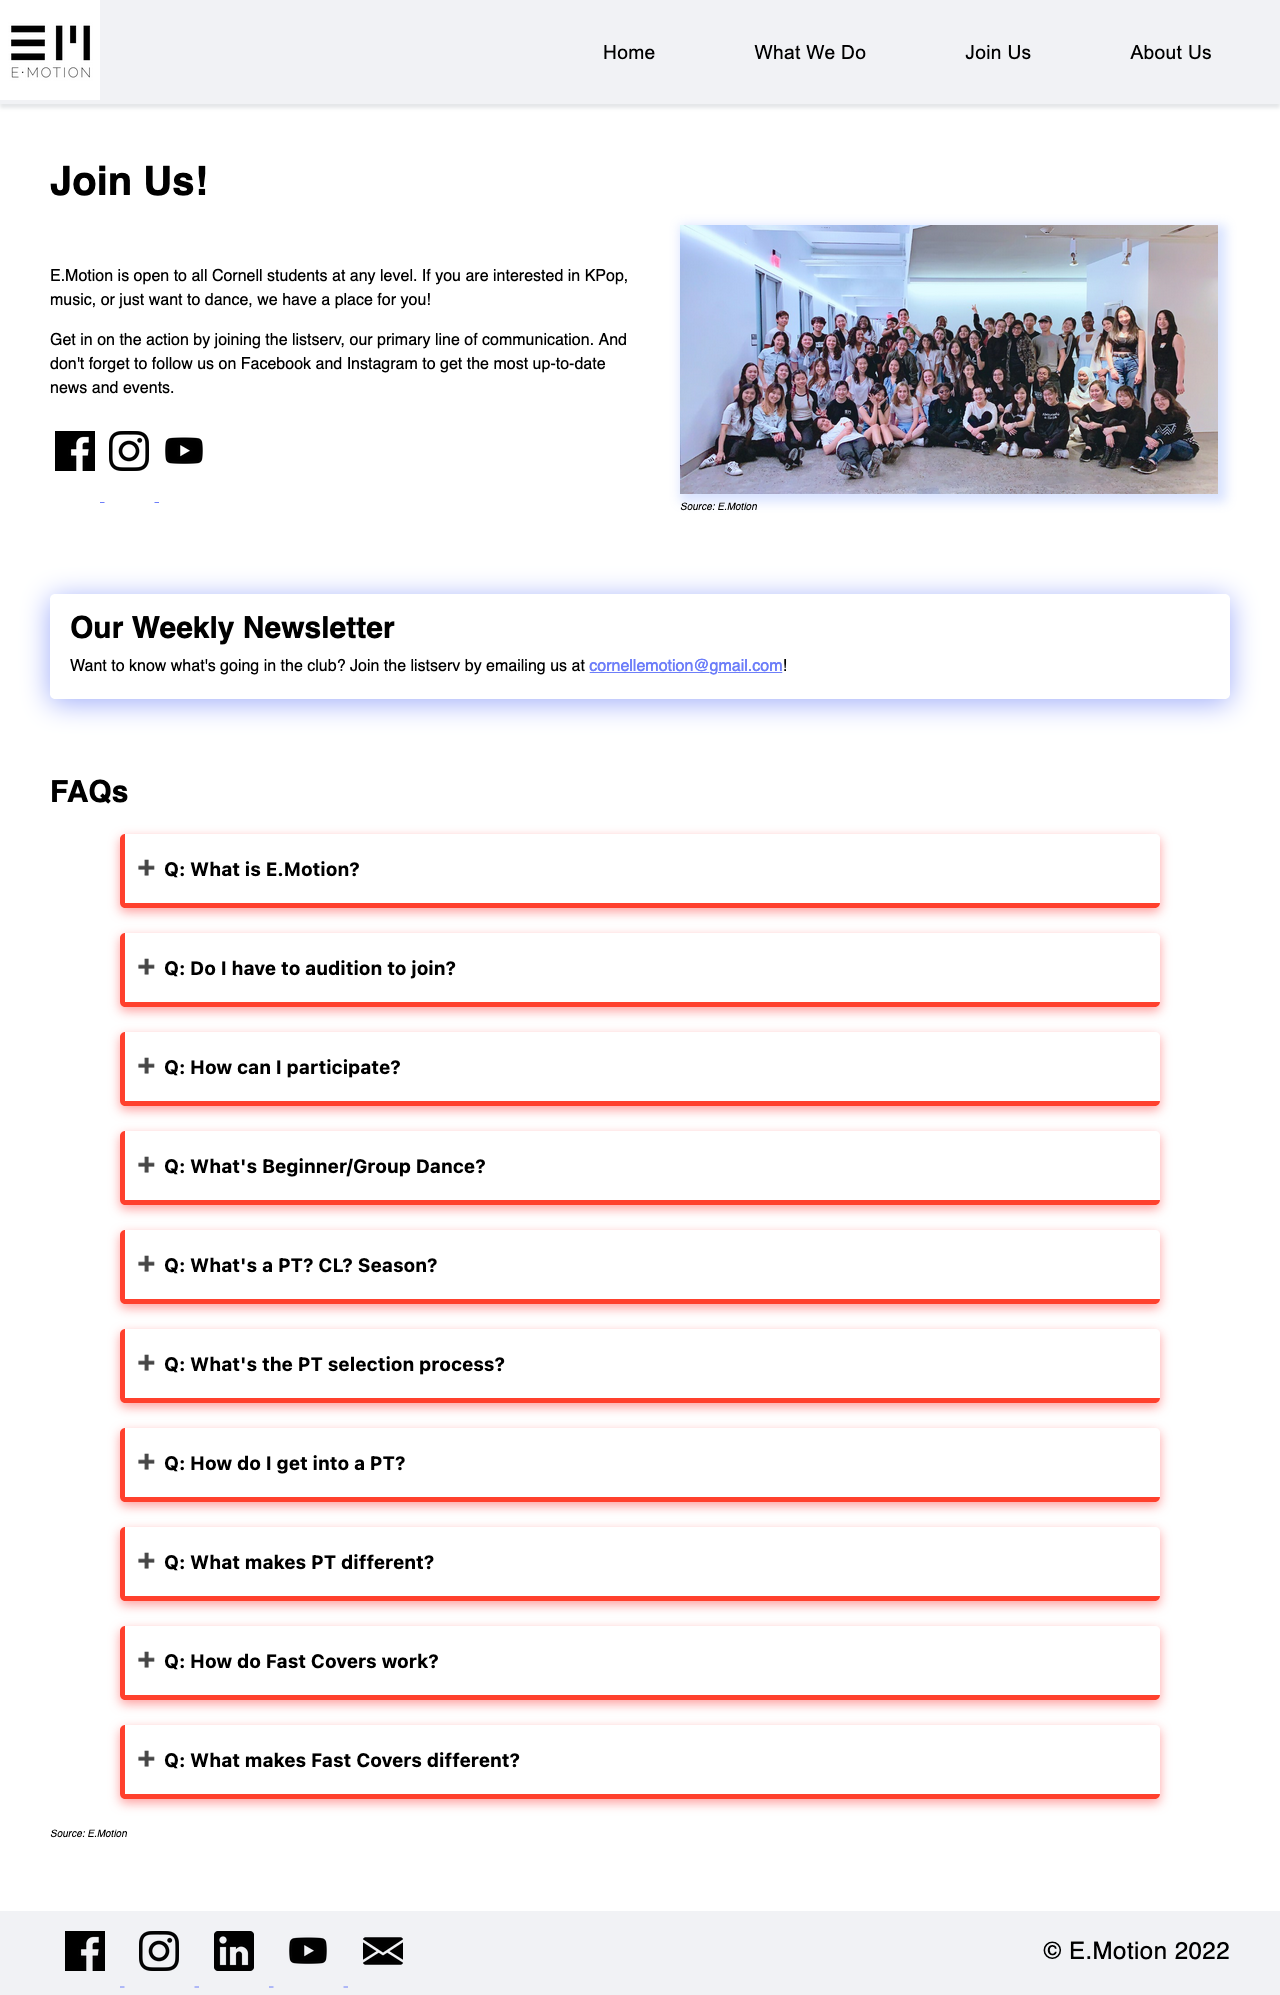 E·MOTION
Home
What We Do
Join Us
About Us
Join Us!
E.Motion is open to all Cornell students at any level. If you are interested in KPop,
music, or just want to dance, we have a place for you!
Get in on the action by joining the listserv, our primary line of communication. And
don't forget to follow us on Facebook and Instagram to get the most up-to-date
news and events.
Source: E.Motion
Our Weekly Newsletter
Want to know what's going in the club? Join the listserv by emailing us at cornellemotion@gmail.com!
FAQs
Q: What is E.Motion?
Q: Do I have to audition to join?
Q: How can I participate?
Q: What's Beginner/Group Dance?
Q: What's a PT? CL? Season?
Q: What's the PT selection process?
Q: How do I get into a PT?
Q: What makes PT different?
Q: How do Fast Covers work?
Q: What makes Fast Covers different?
Source: E.Motion
© E.Motion 2022